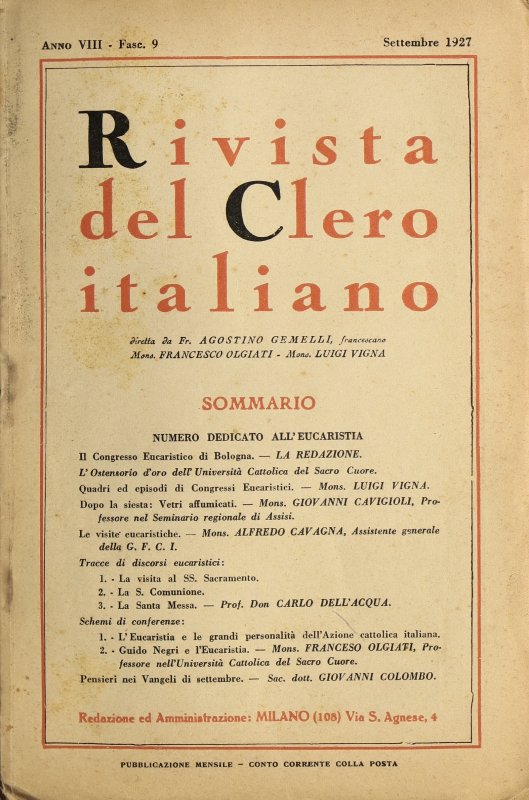 ANNO VIII - Fasc. 9
Settembre 1927
Rivista
del Clero
italiano
diretta da Fr. AGOSTINO GEMELLI, francescano
Mons. FRANCESCO OLGIATI - Mons. LUIGI VIGNA
SOMMARIO
NUMERO DEDICATO ALL'EUCARISTIA
Il Congresso Eucaristico di Bologna. — LA REDAZIONE.
L'Ostensorio d'oro dell'Università Cattolica del Sacro Cuore.
Quadri ed episodi di Congressi Eucaristici. — Mons. LUIGI VIGNA.
Dopo la siesta: Vetri affumicati. — Mons. GIOVANNI CAVIGIOLI, Pro-
fessore nel Seminario regionale di Assisi.
Le visite eucaristiche. — Mons. ALFREDO CAVAGNA, Assistente generale
della G. F. C. I.
Tracce di discorsi eucaristici:
1. - La visita al SS. Sacramento.
2. - La S. Comunione.
3. - La Santa Messa. — Prof. Don CARLO DELL'ACQUA.
Schemi di conferenze:
1. - L'Eucaristia e le grandi personalità dell'Azione cattolica italiana.
2. - Guido Negri e l'Eucaristia. — Mons. FRANCESO OLGIATI, Pro-
fessore nell'Università Cattolica del Sacro Cuore.
Pensieri nei Vangeli di settembre. — Sac. dott. GIOVANNI COLOMBO.
Redazione ed Amministrazione: MILANO (108) Via S. Agnese, 4
PUBBLICAZIONE MENSILE - CONTO CORRENTE COLLA POSTA